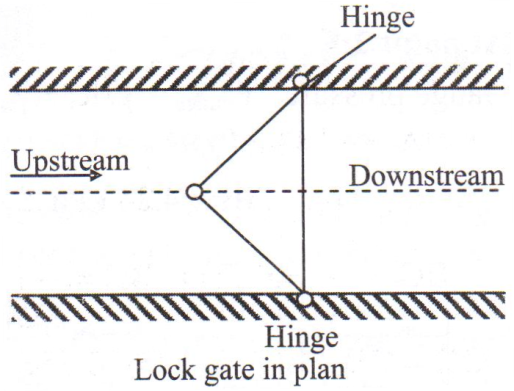 Hinge
Upstream
Downstream
Hinge
Lock gate in plan